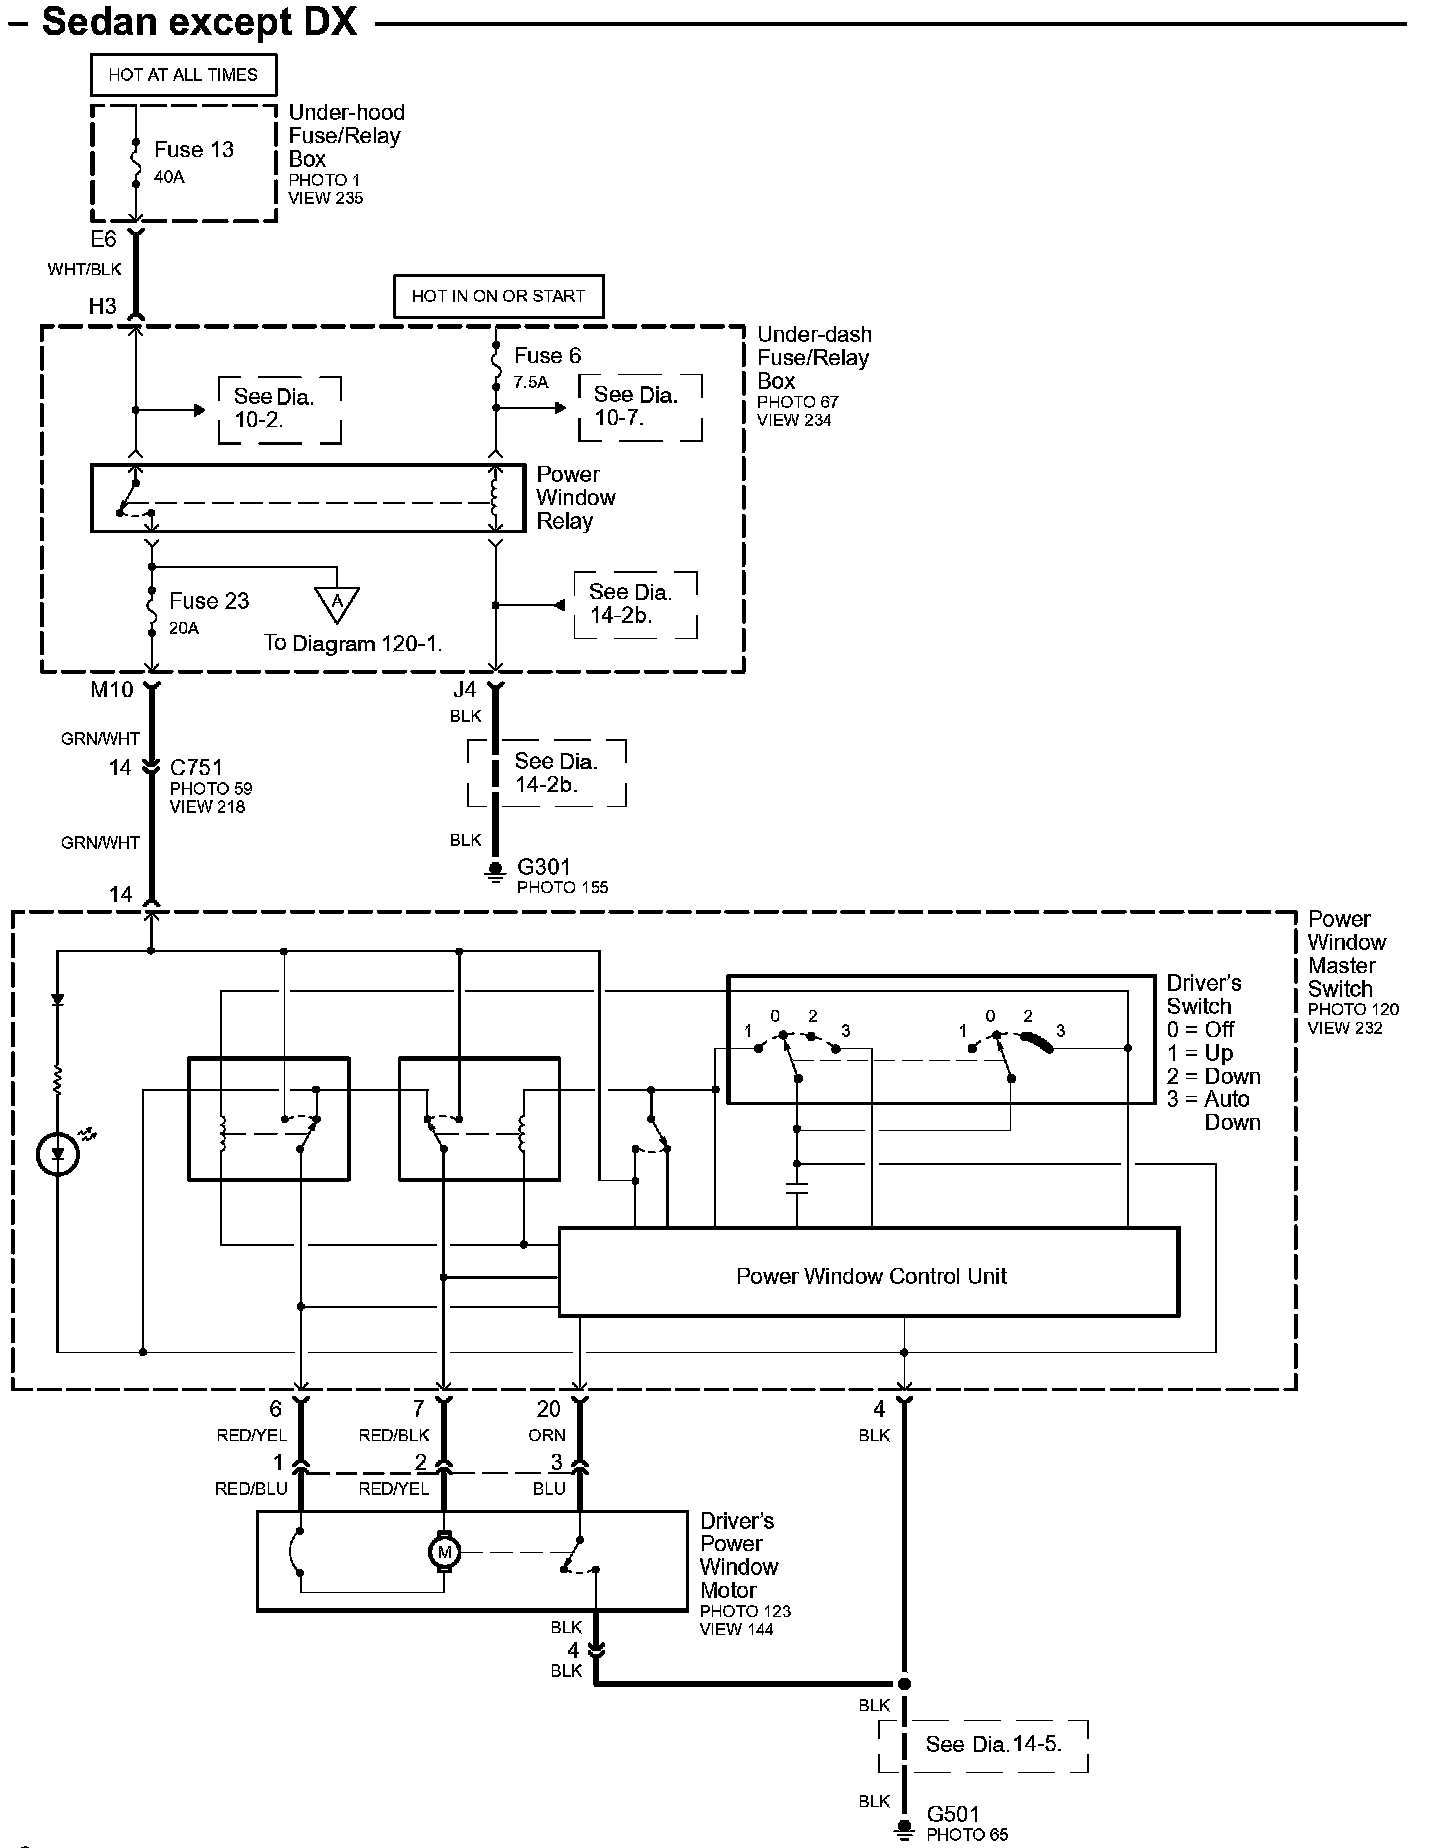 Sedan except DX
HOT AT ALL TIMES
Under-hood
Fuse/Relay
Box
PHOTO 1
VIEW 235
Fuse 13
40A
E6
WHT/BLK
H3
HOT IN ON OR START
Under-dash
Fuse/Relay
Box
PHOTO 67
VIEW 234
Fuse 6
7.5A
See Dia.
10-2.
See Dia.
10-7.
Power
Window
Relay
Fuse 23
20A
A
To Diagram 120-1.
See Dia.
14-2b.
M10
J4
BLK
GRN/WHT
14
C751
PHOTO 59
VIEW 218
See Dia.
14-2b.
GRN/WHT
BLK
G301
PHOTO 155
14
Power
Window
Master
Switch
PHOTO 120
VIEW 232
Driver's
Switch
0 = Off
1 = Up
2 = Down
3 = Auto
Down
1 0 2 3
1 0 2 3
Power Window Control Unit
6 7 20 4
RED/YEL RED/BLK ORN BLK
1 2 3
RED/BLU RED/YEL BLU
M
Driver's
Power
Window
Motor
PHOTO 123
VIEW 144
BLK
4
BLK
BLK
See Dia.14-5.
BLK
G501
PHOTO 65